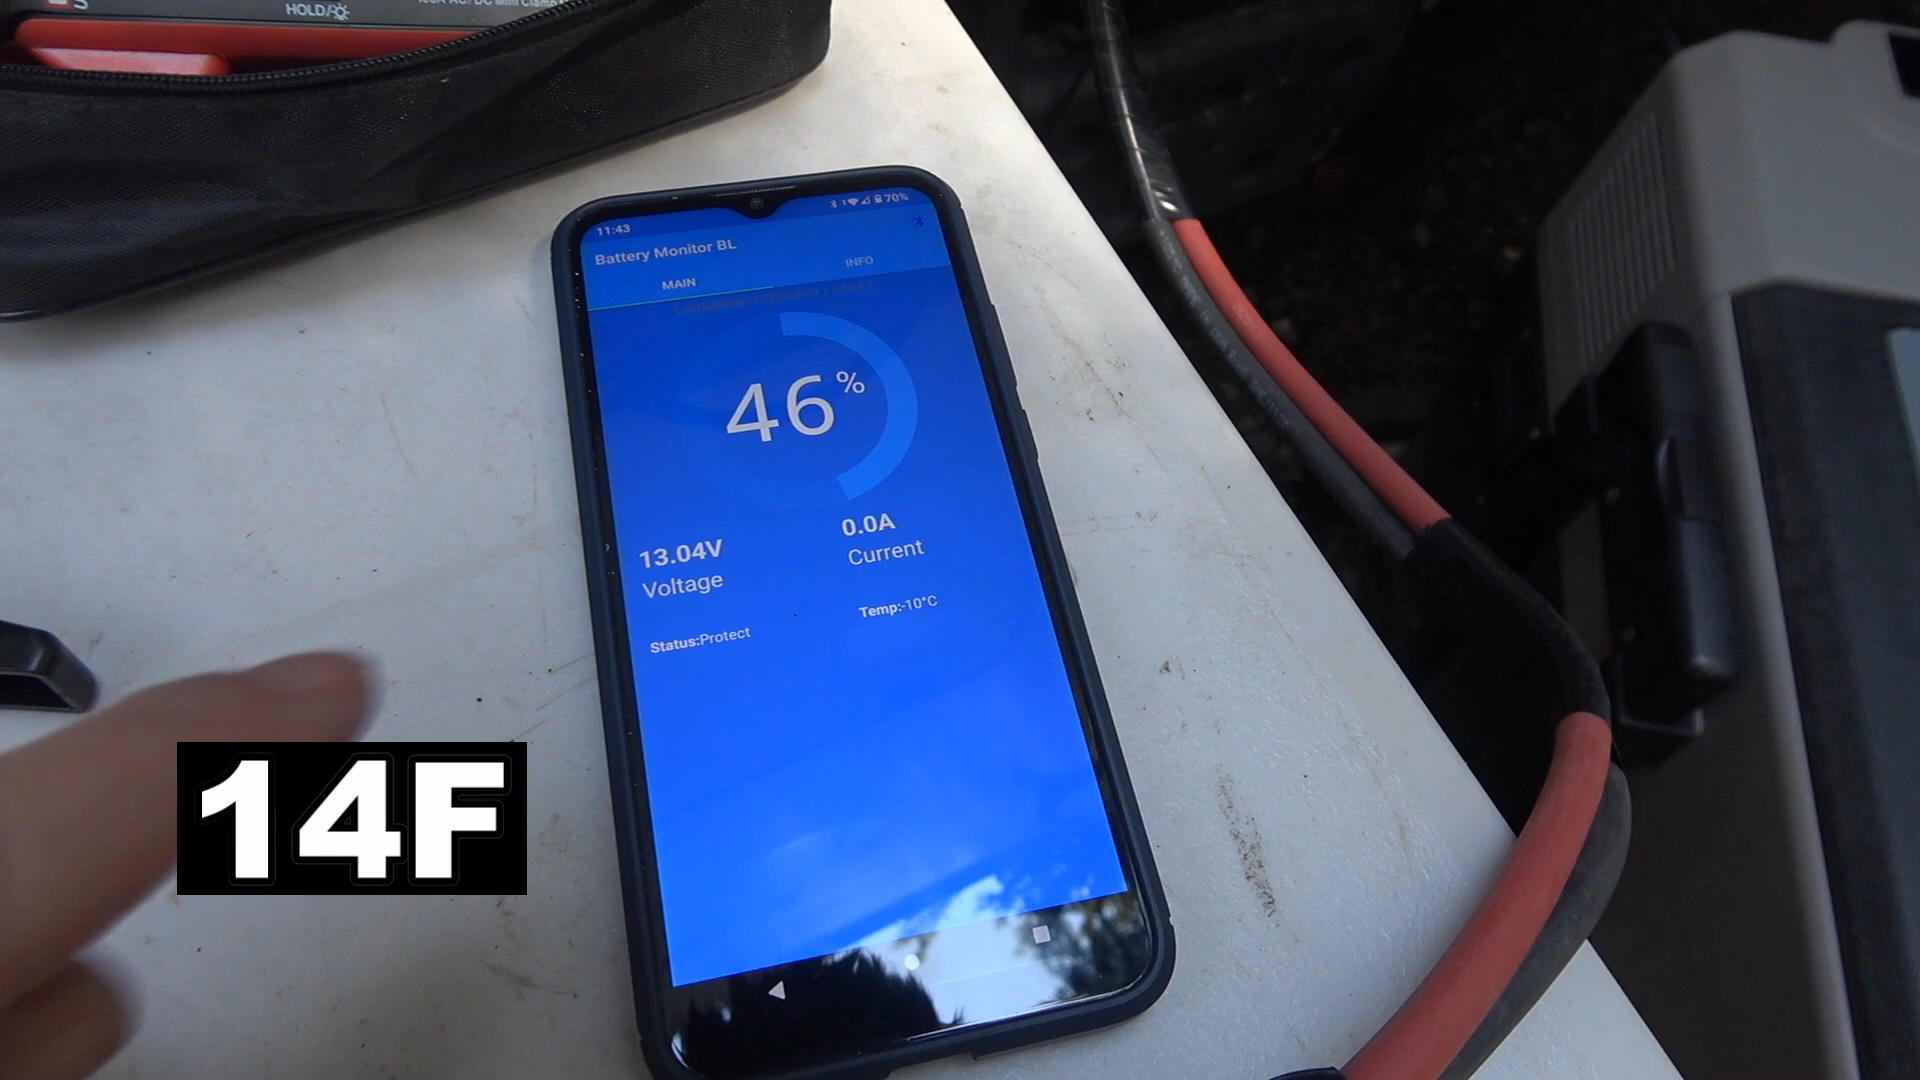 HOLD/
11:43
70%
Battery Monitor BL
MAIN
INFO
46%
13.04V
Voltage
0.0A
Current
Status:Protect
Temp:-10°C
14F